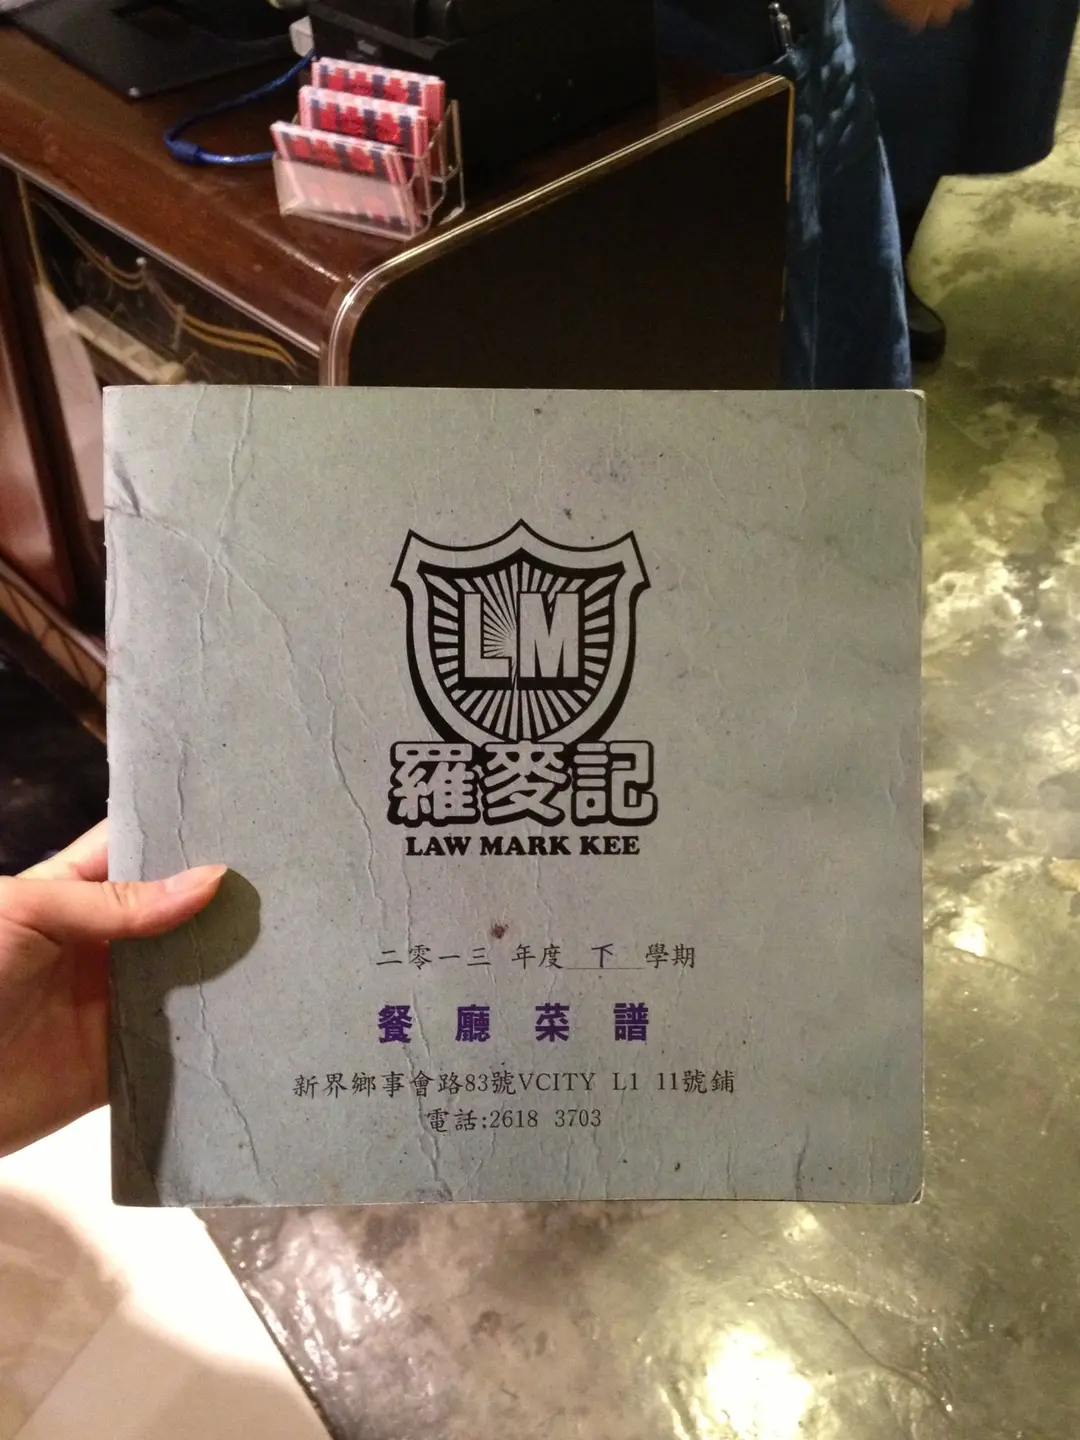 LM
羅麥記
LAW MARK KEE
二零一三 年度 下 學期
餐廳菜譜
新界鄉事會路83號VCITY L1 11號鋪
電話:2618 3703